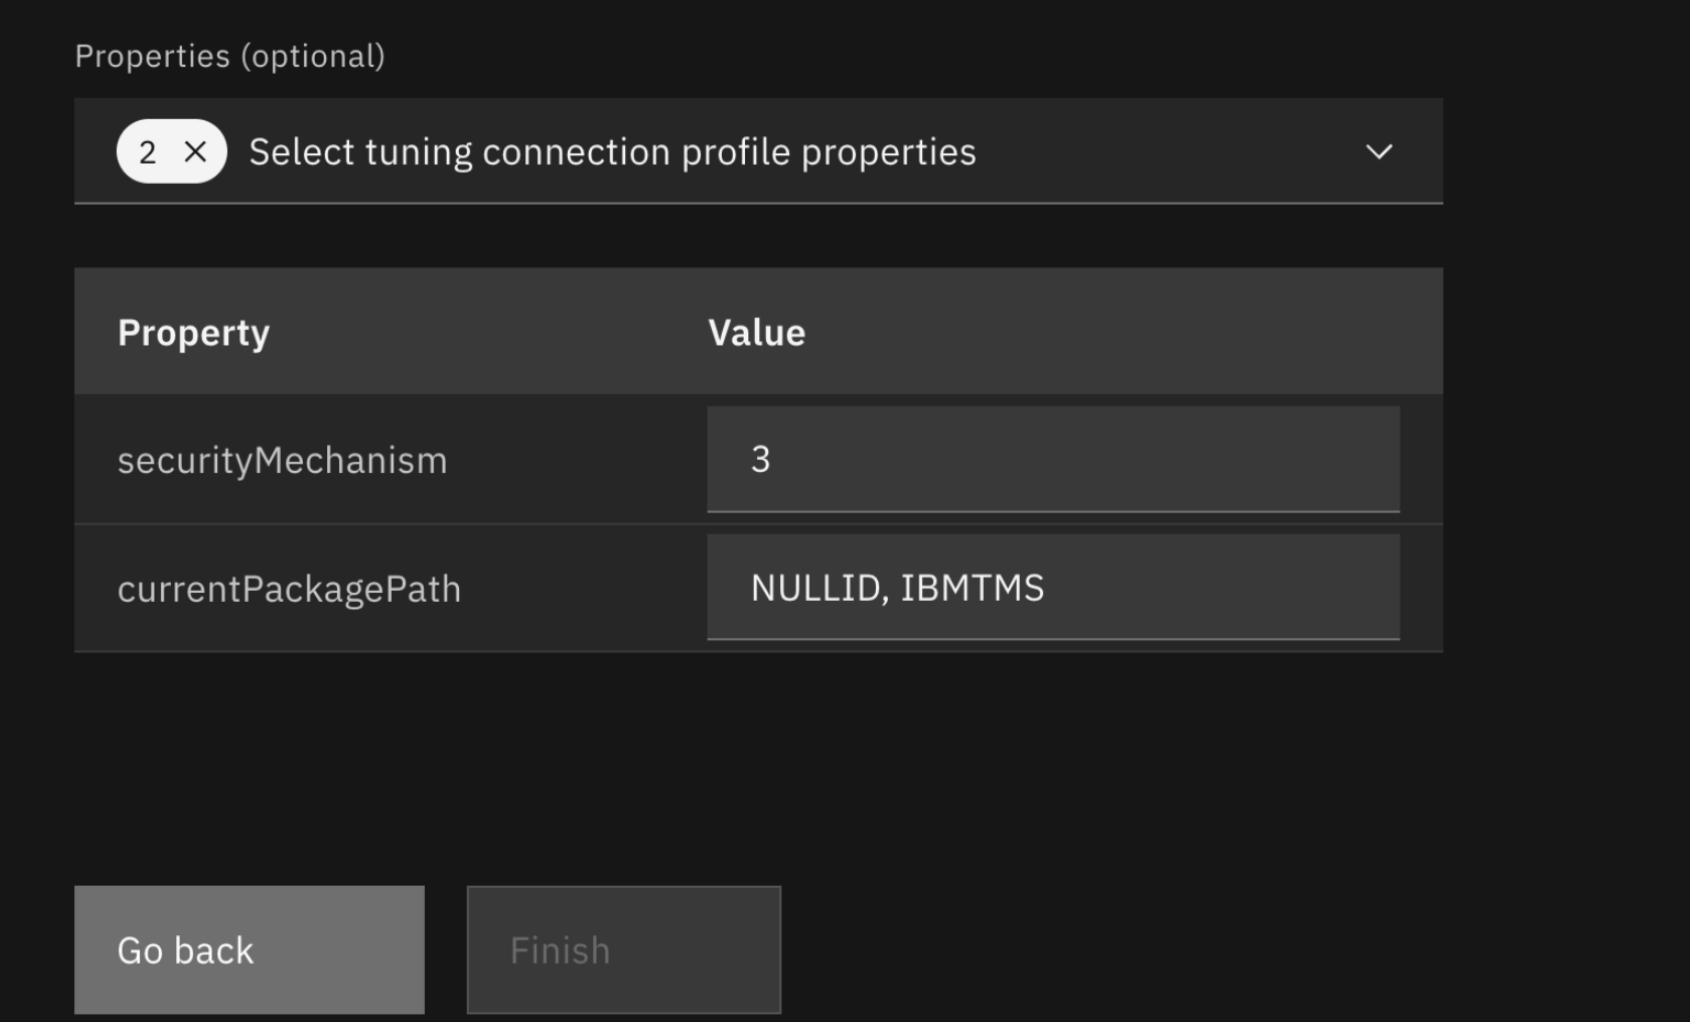 Properties (optional)
2 Select tuning connection profile properties
Property Value
securityMechanism 3
currentPackagePath NULLID, IBMTMS
Go back Finish